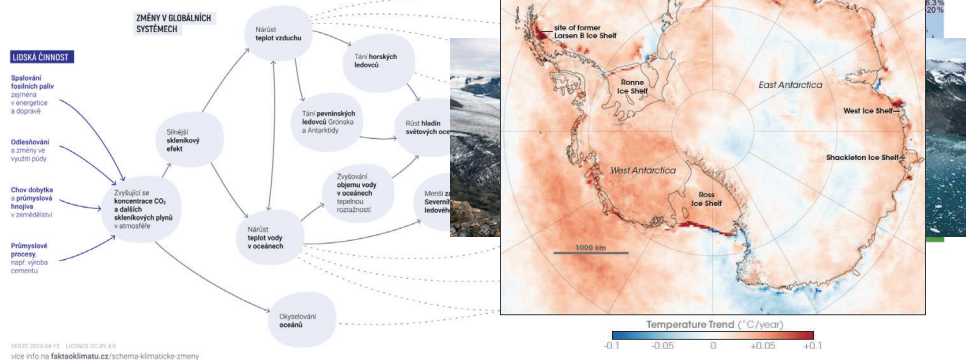 ZMĚNY V GLOBÁLNÍCH
SYSTÉMECH
LIDSKÁ ČINNOST
Spalování
fosilních paliv
zejména
v energetice
a dopravě
Odlesňování
a změny ve
využití půdy
Chov dobytka
a průmyslová
hnojiva
v zemědělství
Průmyslové
procesy,
např. výroba
cementu
Zvyšující se
koncentrace CO₂
a dalších
skleníkových plynů
v atmosféře
Silnější
skleníkový
efekt
Nárůst
teplot vzduchu
Tání horských
ledovců
Tání pevninských
ledovců Grónska
a Antarktidy
Růst hladin
světových oce
Zvyšování
objemu vody
v oceánech
tepelnou
roztažností
Menší
Severní
ledového
Nárůst
teplot vody
v oceánech
Okyselování
oceánů
VERZE 2023-04-13 LICENCE CC BY 4.0
více info na faktaoklimatu.cz/schema-klimaticke-zmeny
site of former
Larsen B Ice Shelf
Ronne
Ice Shelf
East Antarctica
West Ice Shelf
Shackleton Ice Shelf
West Antarctica
Ross
Ice Shelf
1000 km
Temperature Trend (°C/year)
-0.1 -0.05 0 +0.05 +0.1
20%